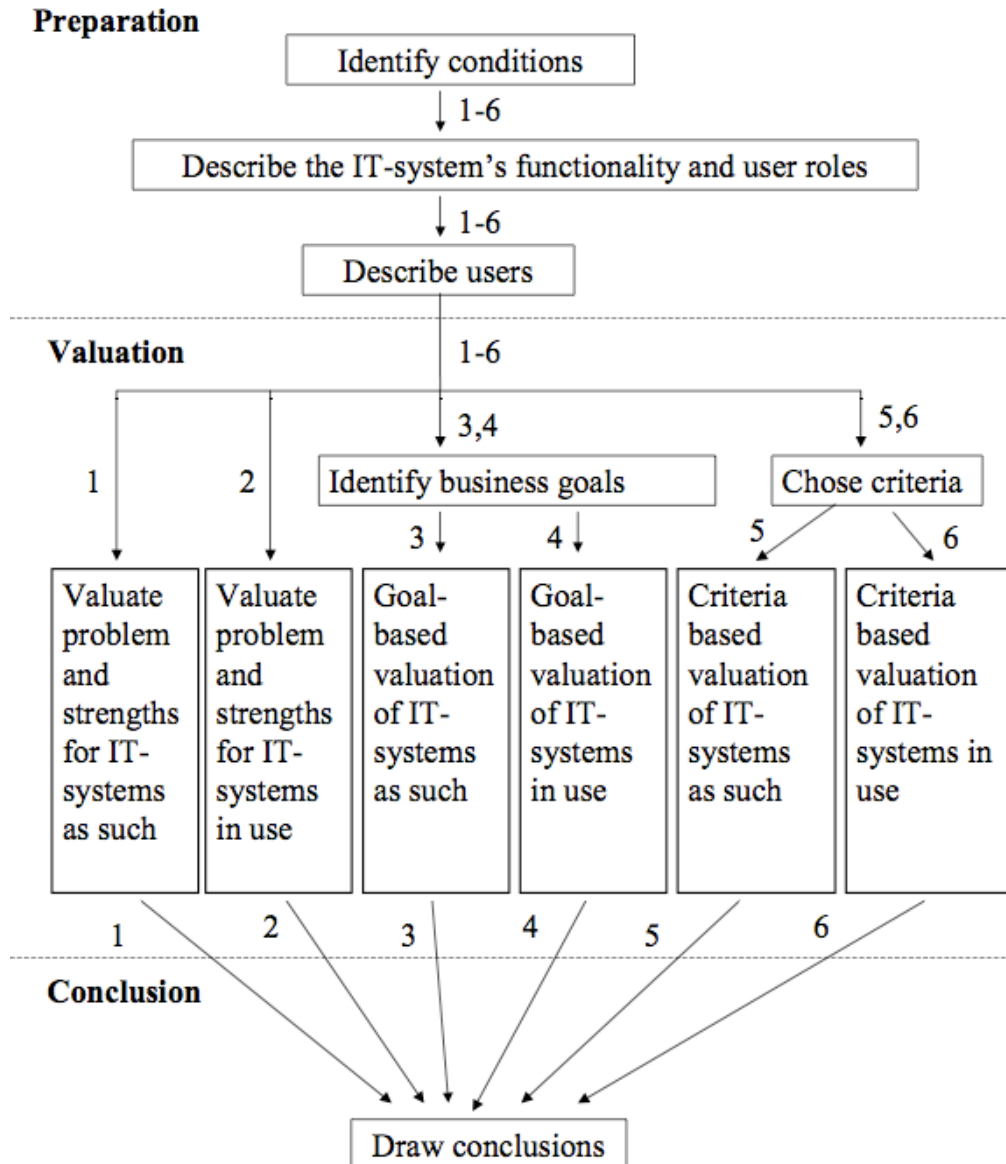 Preparation
Identify conditions
1-6
Describe the IT-system's functionality and user roles
1-6
Describe users
Valuation
1-6
3,4
5,6
1
2
Identify business goals
Chose criteria
3
4
5
6
Valuate
problem
and
strengths
for IT-
systems
as such
Valuate
problem
and
strengths
for IT-
systems
in use
Goal-
based
valuation
of IT-
systems
as such
Goal-
based
valuation
of IT-
systems
in use
Criteria
based
valuation
of IT-
systems
as such
Criteria
based
valuation
of IT-
systems in
use
1
2
3
4
5
6
Conclusion
Draw conclusions